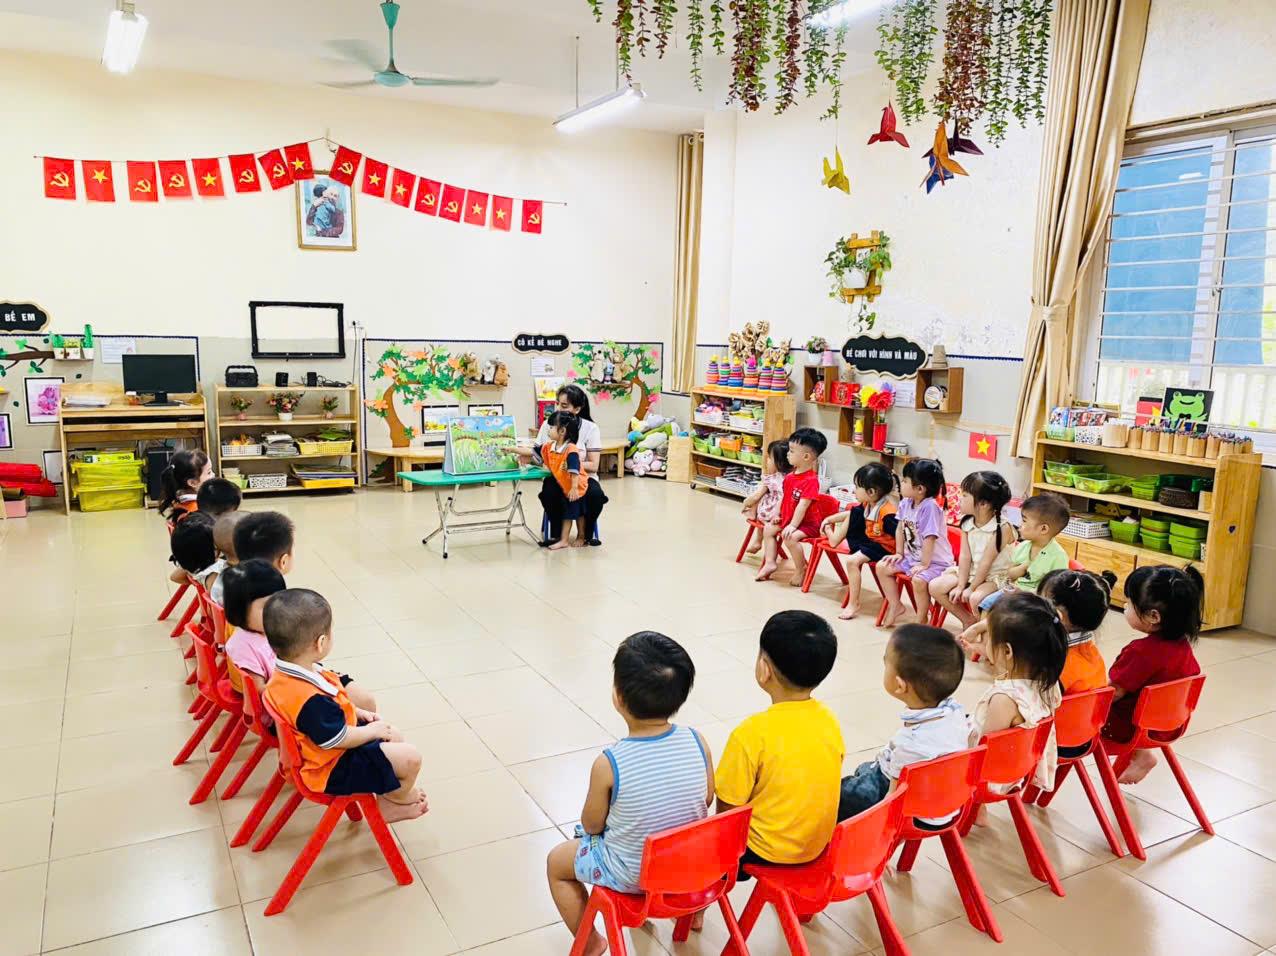 BÉ EM
CÔ KỂ BÉ NGHE
BÉ CHƠI VỚI HÌNH VÀ MÀU